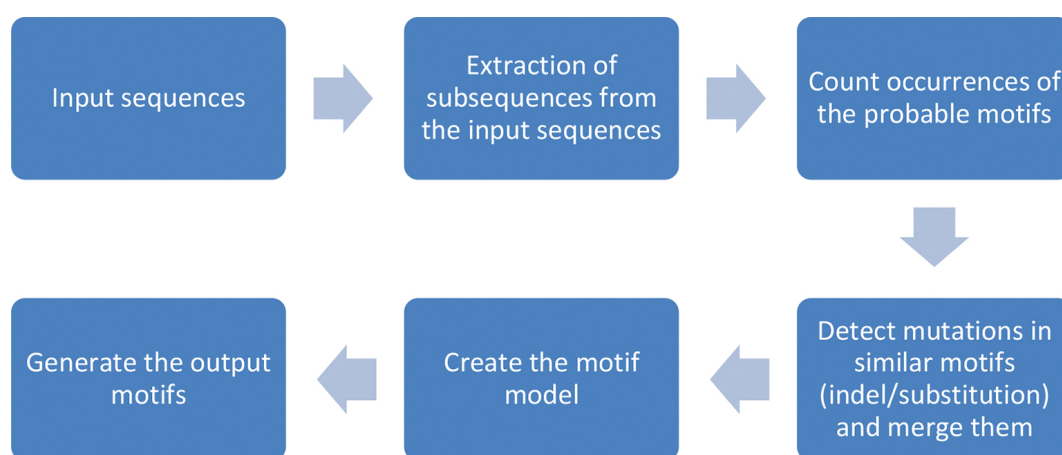 Input sequences
Extraction of
subsequences from
the input sequences
Count occurrences of
the probable motifs
Detect mutations in
similar motifs
(indel/substitution)
and merge them
Create the motif
model
Generate the output
motifs